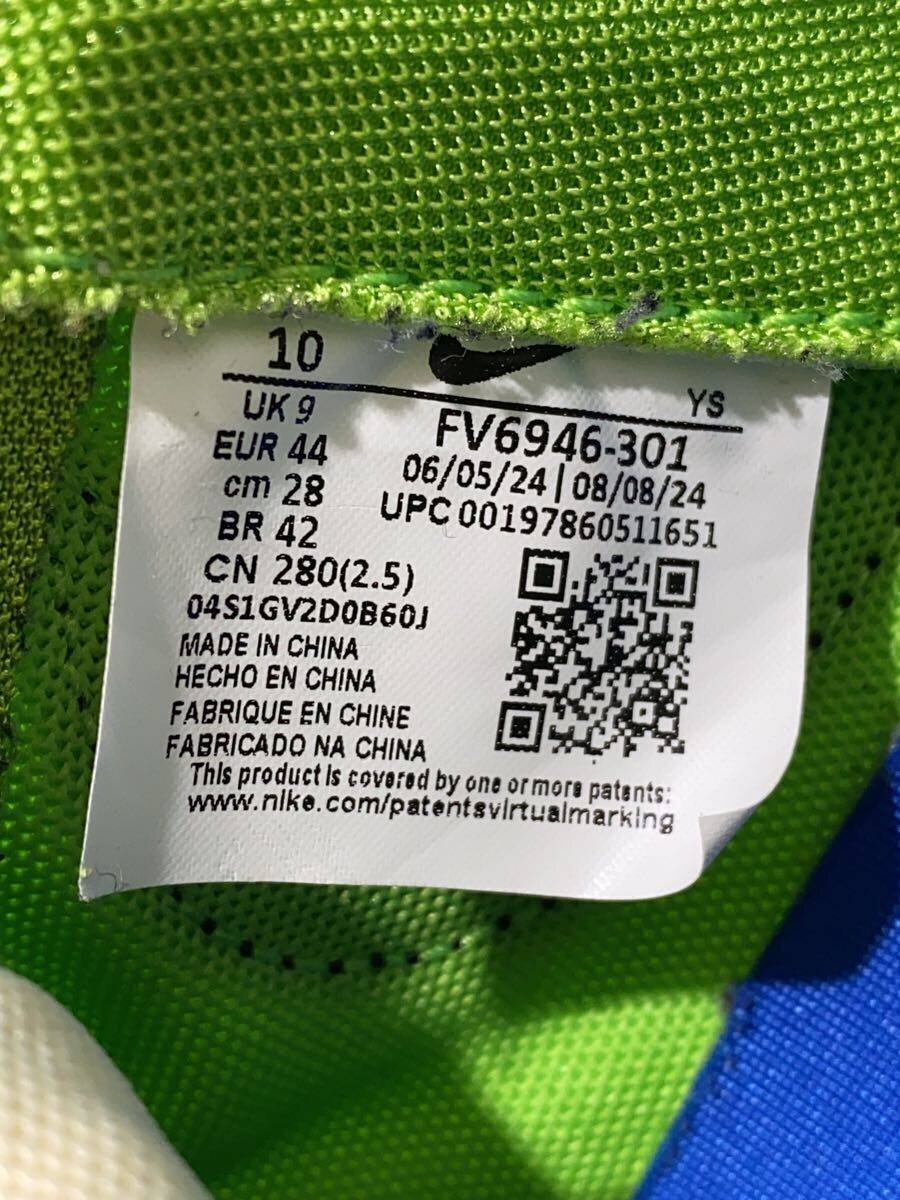 10
YS
UK 9
EUR 44
cm 28
BR 42
CN 280(2.5)
04S1GV2D0B60J
FV6946-301
06/05/24 | 08/08/24
UPC 00197860511651
MADE IN CHINA
HECHO EN CHINA
FABRIQUE EN CHINE
FABRICADO NA CHINA
This product is covered by one or more patents:
www.nike.com/patentsvirtualmarking